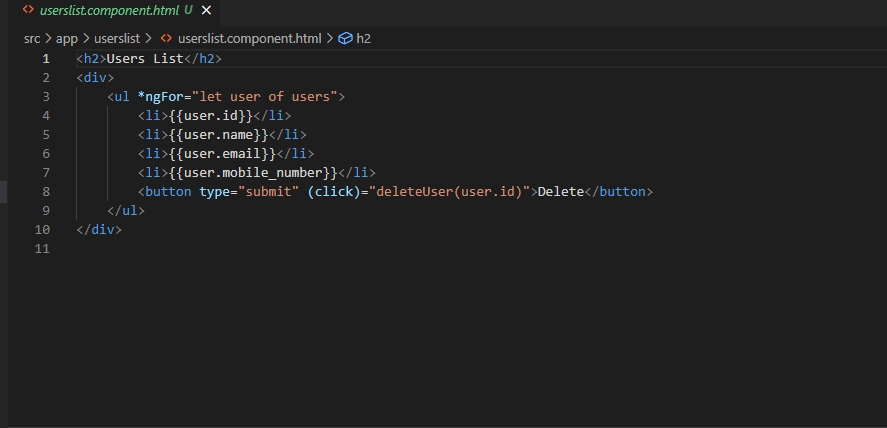 <> userslist.component.html U ×
src > app > userslist > <> userslist.component.html > h2
1 <h2>Users List</h2>
2 <div>
3     <ul *ngFor="let user of users">
4         <li>{{user.id}}</li>
5         <li>{{user.name}}</li>
6         <li>{{user.email}}</li>
7         <li>{{user.mobile_number}}</li>
8         <button type="submit" (click)="deleteUser(user.id)">Delete</button>
9     </ul>
10 </div>
11